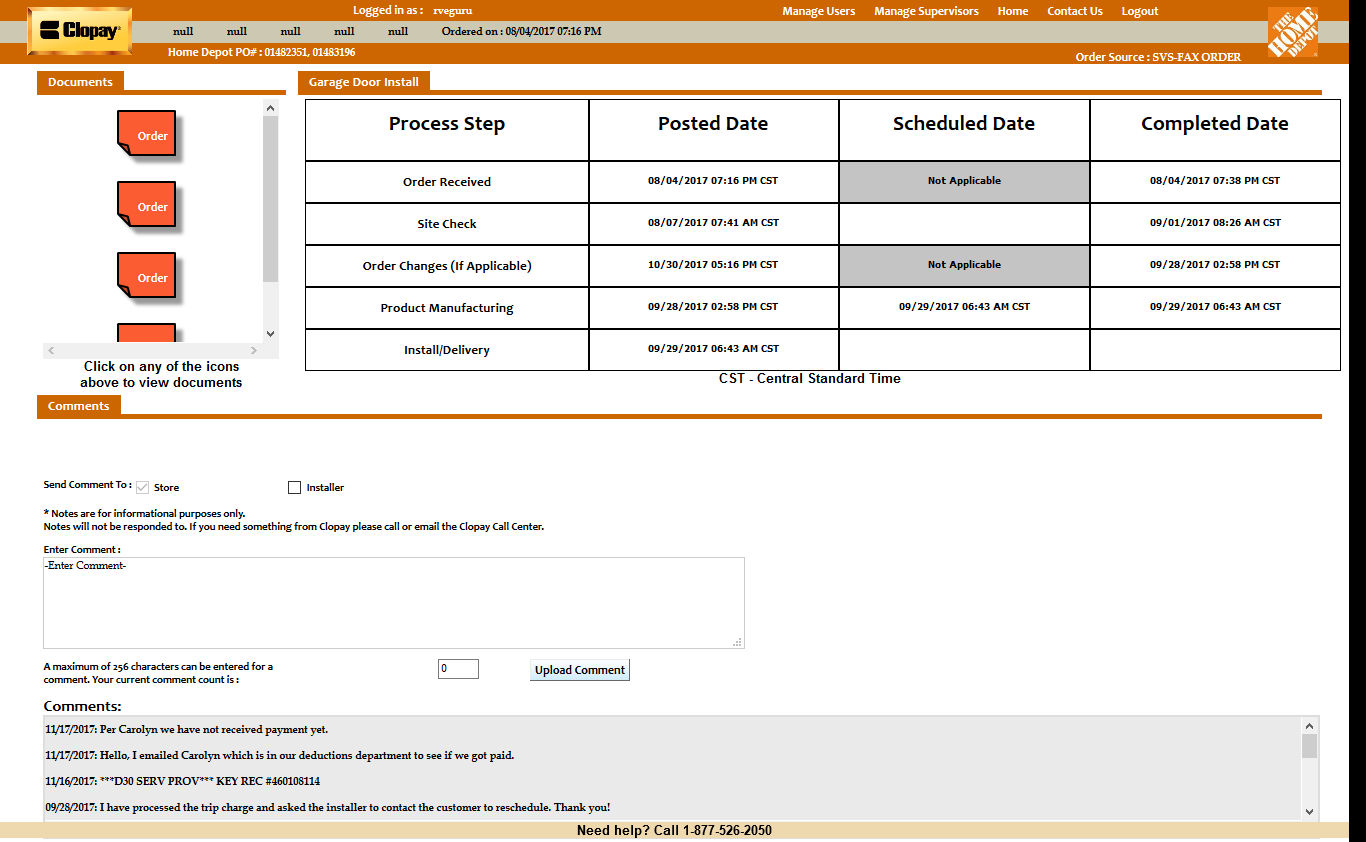 Logged in as : rveguru
Manage Users Manage Supervisors Home Contact Us Logout
Clopay
null null null null null Ordered on : 08/04/2017 07:16 PM
THE HOME DEPOT
Home Depot PO# : 01482351, 01483196
Order Source : SVS-FAX ORDER
Documents
Order
Order
Order
Click on any of the icons
above to view documents
Garage Door Install
Process Step Posted Date Scheduled Date Completed Date
Order Received 08/04/2017 07:16 PM CST Not Applicable 08/04/2017 07:38 PM CST
Site Check 08/07/2017 07:41 AM CST 09/01/2017 08:26 AM CST
Order Changes (If Applicable) 10/30/2017 05:16 PM CST Not Applicable 09/28/2017 02:58 PM CST
Product Manufacturing 09/28/2017 02:58 PM CST 09/29/2017 06:43 AM CST 09/29/2017 06:43 AM CST
Install/Delivery 09/29/2017 06:43 AM CST
CST - Central Standard Time
Comments
Send Comment To : Store Installer
* Notes are for informational purposes only.
Notes will not be responded to. If you need something from Clopay please call or email the Clopay Call Center.
Enter Comment :
-Enter Comment-
A maximum of 256 characters can be entered for a
comment. Your current comment count is :
0
Upload Comment
Comments:
11/17/2017: Per Carolyn we have not received payment yet.
11/17/2017: Hello, I emailed Carolyn which is in our deductions department to see if we got paid.
11/16/2017: ***D30 SERV PROV*** KEY REC #460108114
09/28/2017: I have processed the trip charge and asked the installer to contact the customer to reschedule. Thank you!
Need help? Call 1-877-526-2050